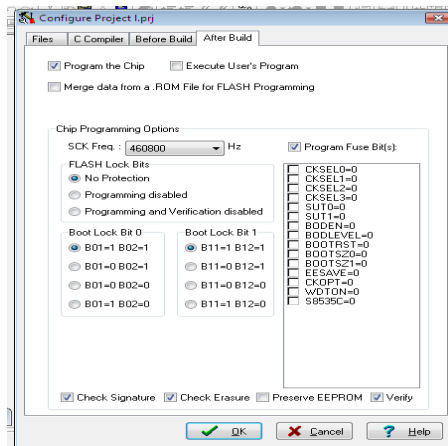 Configure Project I.prj
Files
C Compiler
Before Build
After Build
Program the Chip
Execute User's Program
Merge data from a .ROM File for FLASH Programming
Chip Programming Options
SCK Freq. : 460800 Hz
Program Fuse Bit(s):
FLASH Lock Bits
No Protection
Programming disabled
Programming and Verification disabled
Boot Lock Bit 0
B01=1 B02=1
B01=0 B02=1
B01=0 B02=0
B01=1 B02=0
Boot Lock Bit 1
B11=1 B12=1
B11=0 B12=1
B11=0 B12=0
B11=1 B12=0
CKSEL0=0
CKSEL1=0
CKSEL2=0
CKSEL3=0
SUT0=0
SUT1=0
BODEN=0
BODLEVEL=0
BOOTRST=0
BOOTSZ0=0
BOOTSZ1=0
EESAVE=0
CKOPT=0
WDTON=0
S8535C=0
Check Signature
Check Erasure
Preserve EEPROM
Verify
OK
Cancel
Help